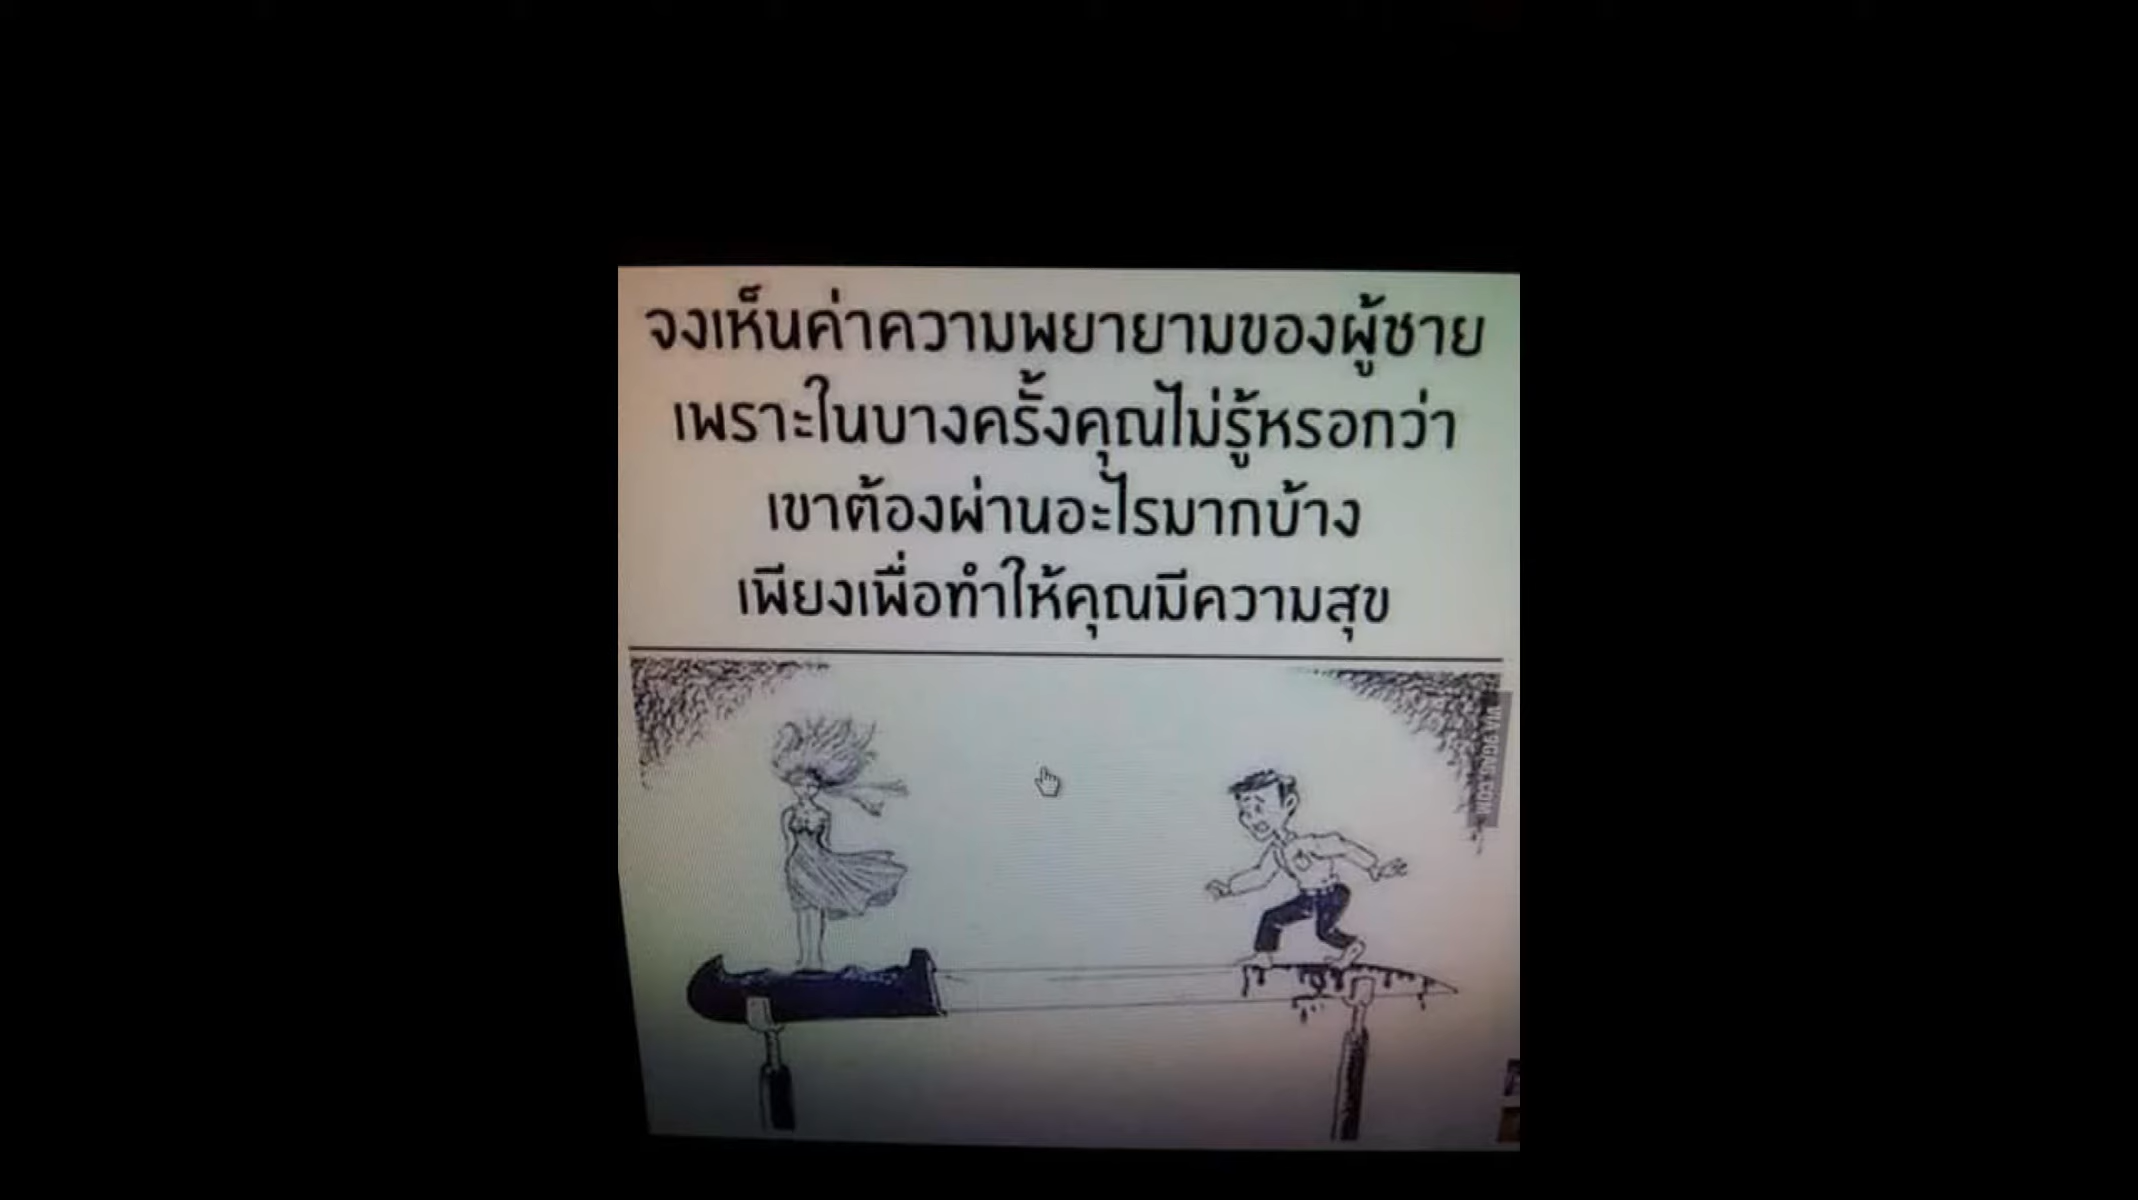 จงเห็นค่าความพยายามของผู้ชาย
เพราะในบางครั้งคุณไม่รู้หรอกว่า
เขาต้องผ่านอะไรมากบ้าง
เพียงเพื่อทำให้คุณมีความสุข
VIA 9GAG.COM